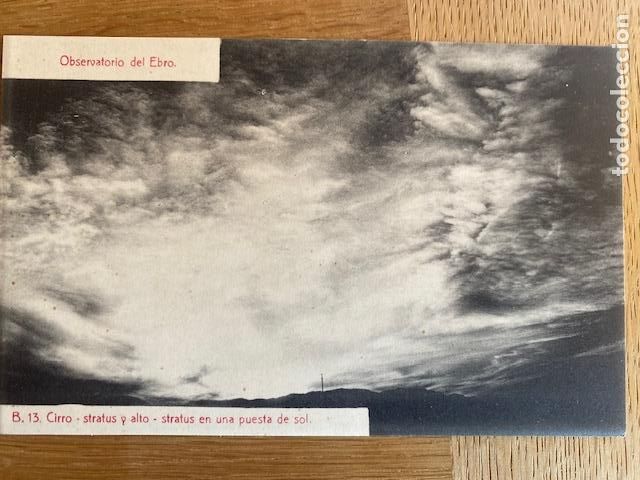 Observatorio del Ebro.
todocoleccion
B. 13. Cirro - stratus y alto - stratus en una puesta de sol.